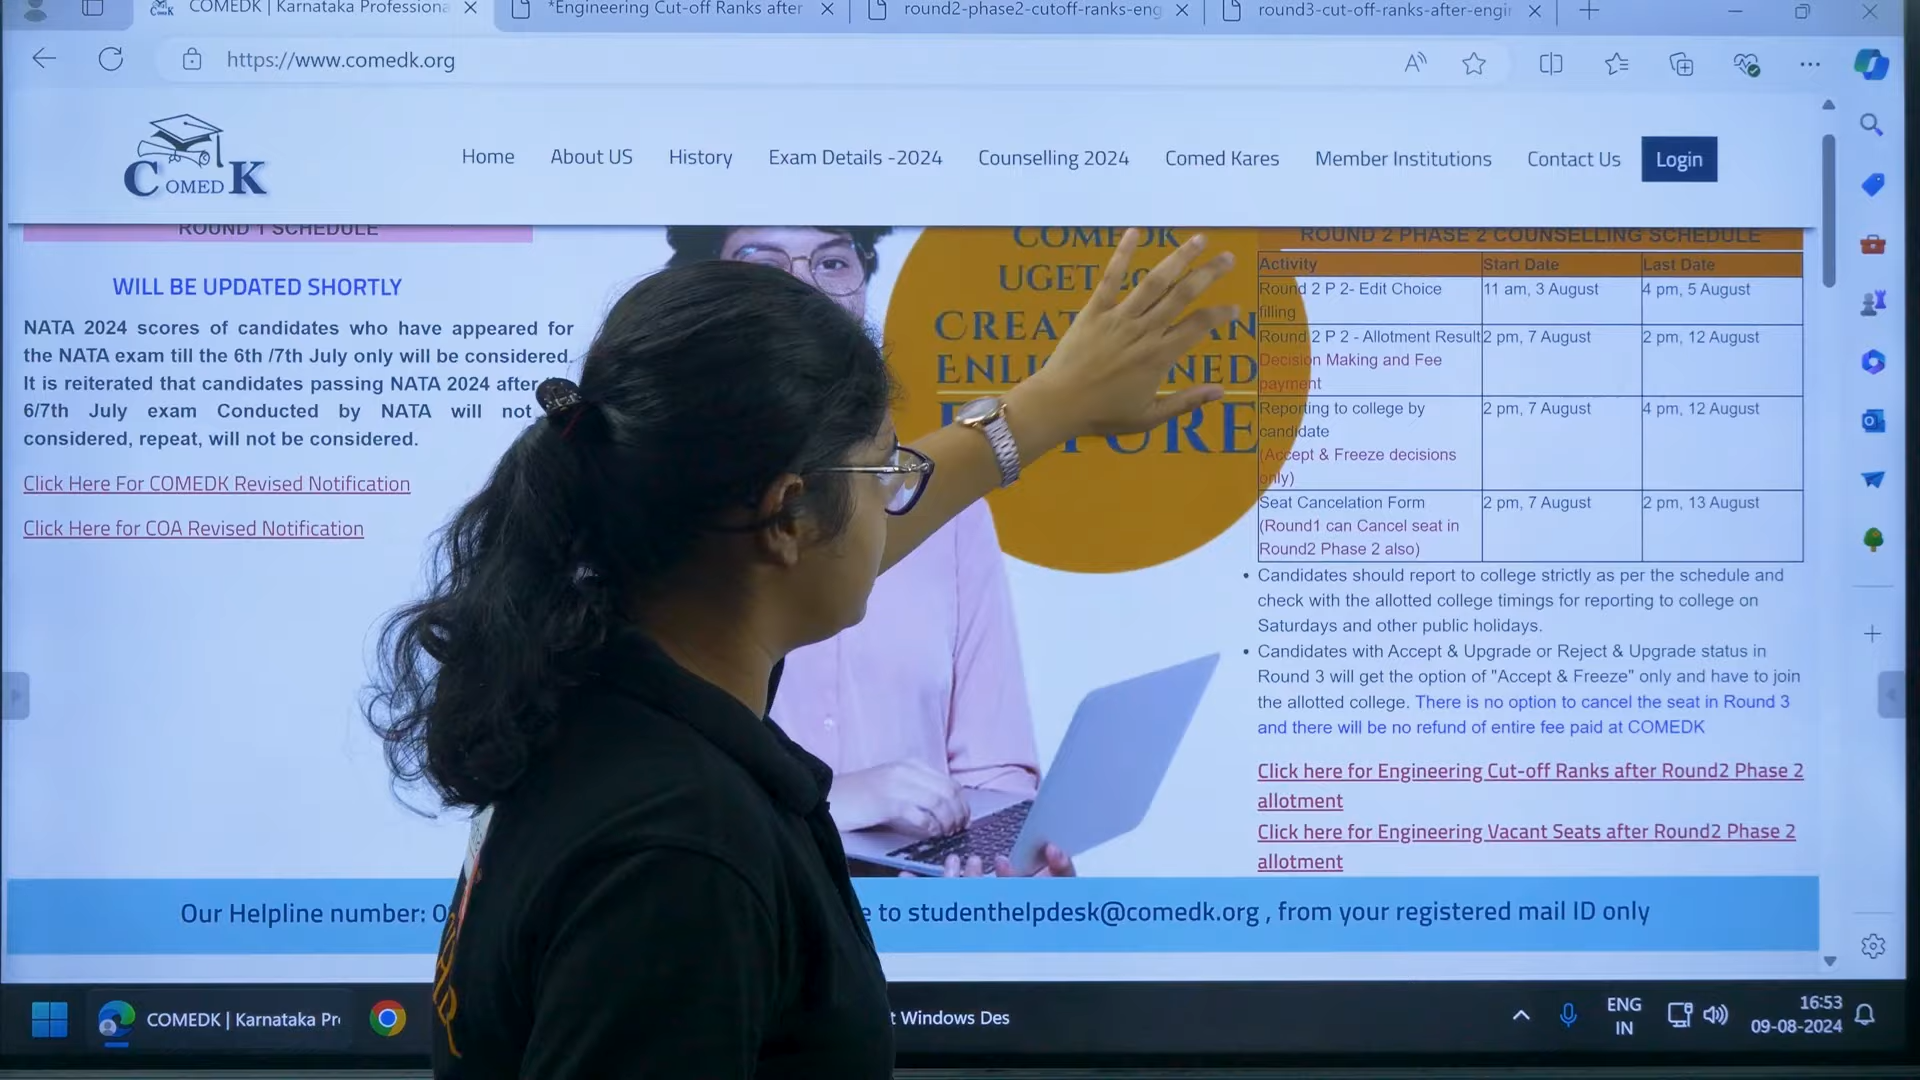 COMEDK | Karnataka Professiona
*Engineering Cut-off Ranks after
round2-phase2-cutoff-ranks-eng
round3-cut-off-ranks-after-engir
https://www.comedk.org
COMEDK
Home
About US
History
Exam Details -2024
Counselling 2024
Comed Kares
Member Institutions
Contact Us
Login
ROUND 1 SCHEDULE
WILL BE UPDATED SHORTLY
NATA 2024 scores of candidates who have appeared for
the NATA exam till the 6th /7th July only will be considered.
It is reiterated that candidates passing NATA 2024 after
6/7th July exam Conducted by NATA will not
considered, repeat, will not be considered.
Click Here For COMEDK Revised Notification
Click Here for COA Revised Notification
COMEDK
UGET 20
ROUND 2 PHASE 2 COUNSELLING SCHEDULE
Activity Start Date Last Date
Round 2 P 2- Edit Choice 11 am, 3 August 4 pm, 5 August
filling
Round 2 P 2 - Allotment Result 2 pm, 7 August 2 pm, 12 August
Decision Making and Fee
payment
Reporting to college by 2 pm, 7 August 4 pm, 12 August
candidate
(Accept & Freeze decisions
only)
Seat Cancelation Form 2 pm, 7 August 2 pm, 13 August
(Round1 can Cancel seat in
Round2 Phase 2 also)
• Candidates should report to college strictly as per the schedule and
check with the allotted college timings for reporting to college on
Saturdays and other public holidays.
• Candidates with Accept & Upgrade or Reject & Upgrade status in
Round 3 will get the option of "Accept & Freeze" only and have to join
the allotted college. There is no option to cancel the seat in Round 3
and there will be no refund of entire fee paid at COMEDK
Click here for Engineering Cut-off Ranks after Round2 Phase 2
allotment
Click here for Engineering Vacant Seats after Round2 Phase 2
allotment
Our Helpline number: 0
e to studenthelpdesk@comedk.org , from your registered mail ID only
COMEDK | Karnataka Pr
t Windows Des
ENG
IN
16:53
09-08-2024